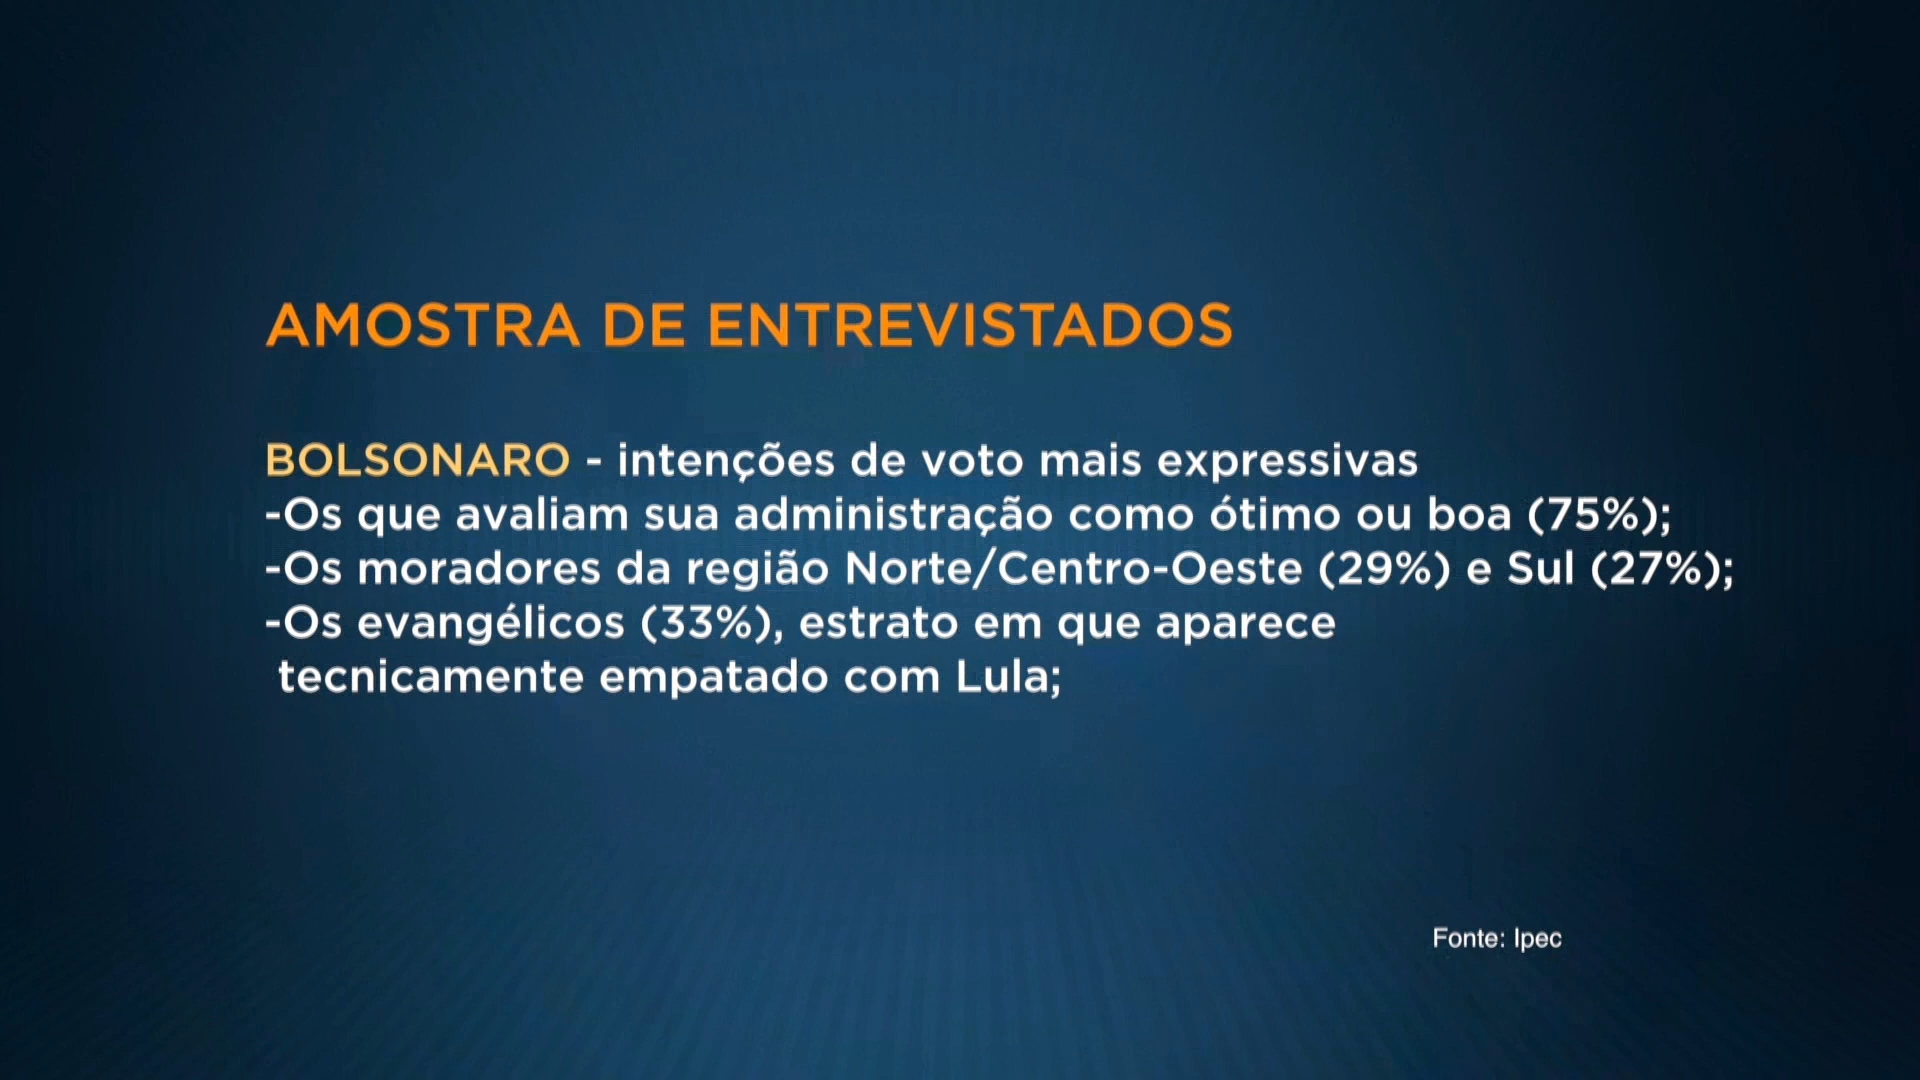 AMOSTRA DE ENTREVISTADOS
BOLSONARO - intenções de voto mais expressivas
-Os que avaliam sua administração como ótimo ou boa (75%);
-Os moradores da região Norte/Centro-Oeste (29%) e Sul (27%);
-Os evangélicos (33%), estrato em que aparece
tecnicamente empatado com Lula;
Fonte: Ipec